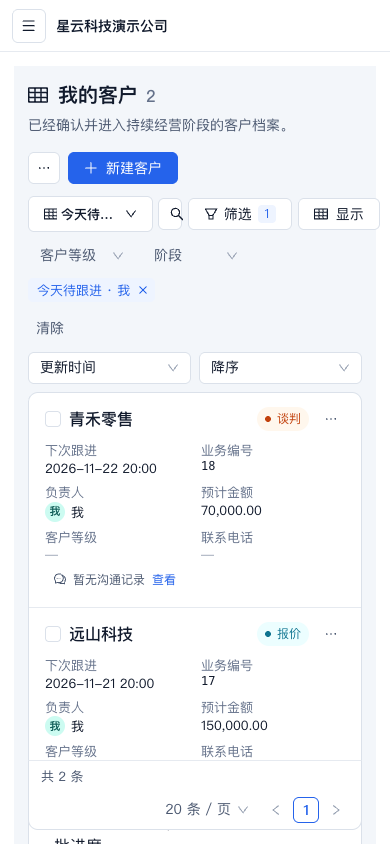 星云科技演示公司
我的客户 2
已经确认并进入持续经营阶段的客户档案。
新建客户
今天待... 筛选 1 显示
客户等级 阶段
今天待跟进 · 我 ×
清除
更新时间 降序
青禾零售 谈判 ...
下次跟进 业务编号
2026-11-22 20:00 18
负责人 预计金额
我 我 70,000.00
客户等级 联系电话
— —
暂无沟通记录 查看
远山科技 报价 ...
下次跟进 业务编号
2026-11-21 20:00 17
负责人 预计金额
我 我 150,000.00
客户等级 联系电话
共 2 条
20 条 / 页 1